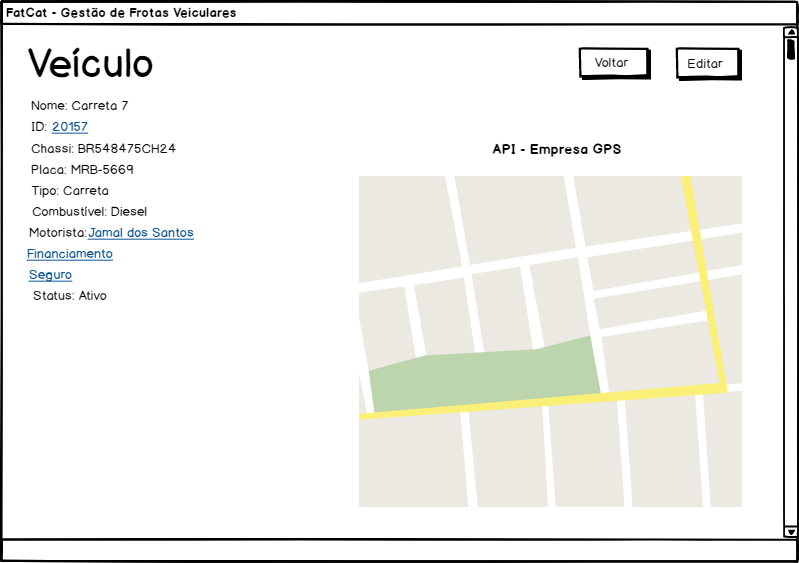 FatCat - Gestão de Frotas Veiculares
Veículo
Voltar
Editar
Nome: Carreta 7
ID: 20157
Chassi: BR548475CH24
Placa: MRB-5669
Tipo: Carreta
Combustível: Diesel
Motorista:Jamal dos Santos
Financiamento
Seguro
Status: Ativo
API - Empresa GPS